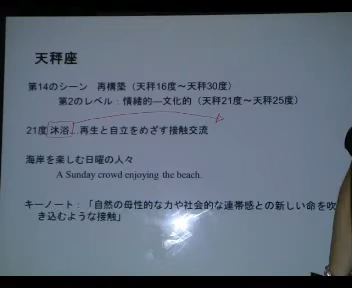 天秤座
第14のシーン 再構築（天秤16度～天秤30度）
第2のレベル：情緒的―文化的（天秤21度～天秤25度）
21度 沐浴…再生と自立をめざす接触交流
海岸を楽しむ日曜の人々
A Sunday crowd enjoying the beach.
キーノート：「自然の母性的な力や社会的な連帯感との新しい命を吹
き込むような接触」